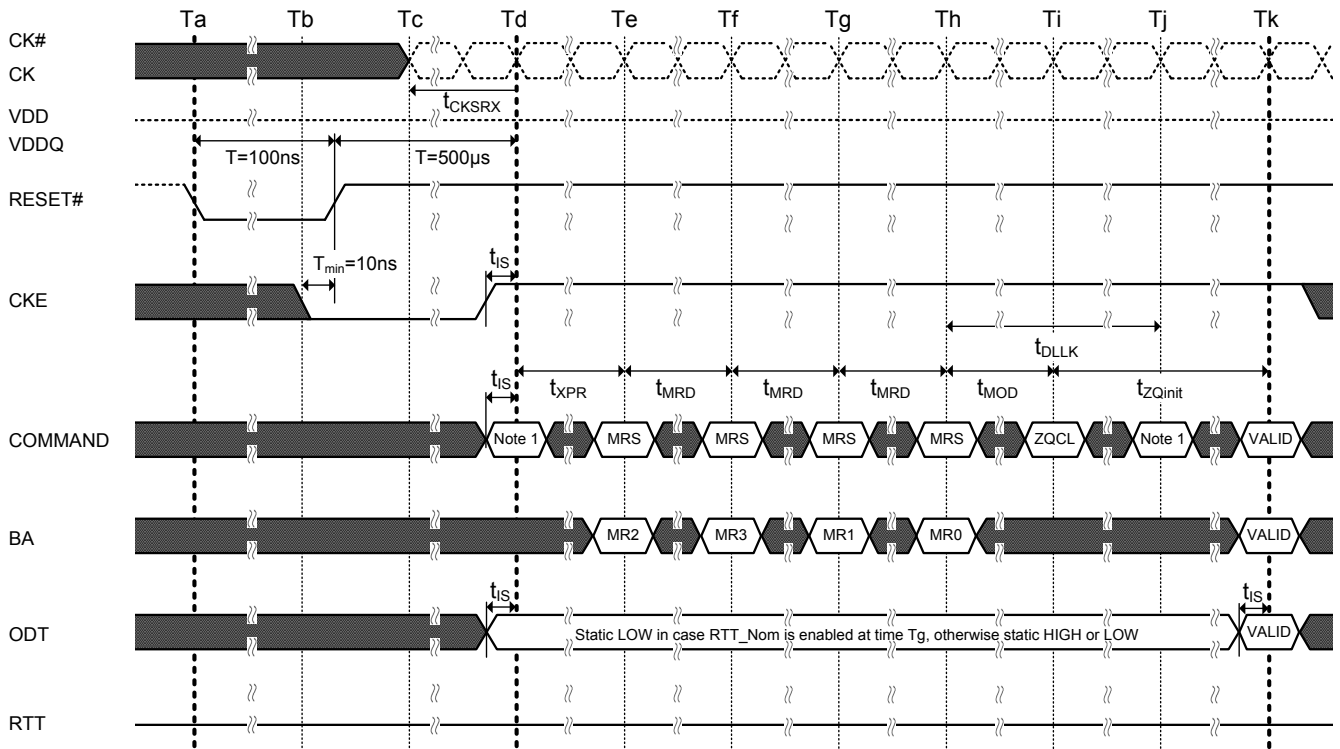 Ta Tb Tc Td Te Tf Tg Th Ti Tj Tk
CK#
CK
tCKSRX
VDD
VDDQ
T=100ns T=500µs
RESET#
Tmin=10ns
tIS
CKE
tDLLK
tIS tXPR tMRD tMRD tMRD tMOD tZQinit
COMMAND Note 1 MRS MRS MRS MRS ZQCL Note 1 VALID
BA MR2 MR3 MR1 MR0 VALID
tIS tIS
ODT Static LOW in case RTT_Nom is enabled at time Tg, otherwise static HIGH or LOW VALID
RTT